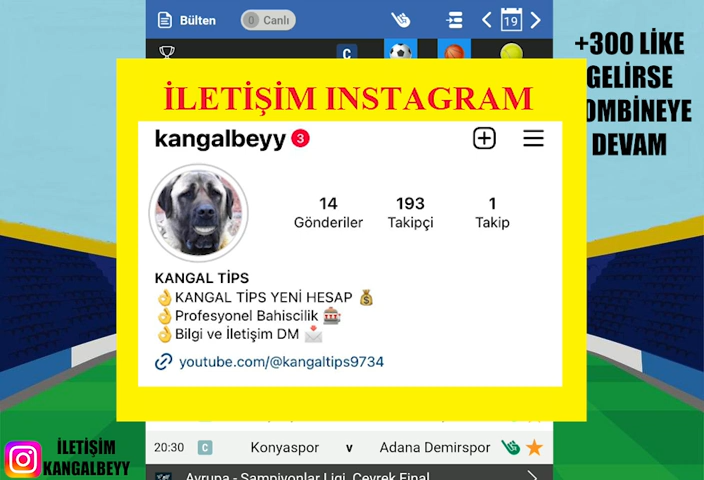 Bülten
0 Canlı
19
C
+300 LİKE
GELİRSE
KOMBİNEYE
DEVAM
İLETİŞİM INSTAGRAM
kangalbeyy 3
14
Gönderiler
193
Takipçi
1
Takip
KANGAL TİPS
👌KANGAL TİPS YENİ HESAP 💰
👌Profesyonel Bahiscilik 🎰
👌Bilgi ve İletişim DM 📩
youtube.com/@kangaltips9734
20:30 C Konyaspor v Adana Demirspor
Avrupa - Şampiyonlar Ligi, Çeyrek Final
İLETİŞİM
KANGALBEYY